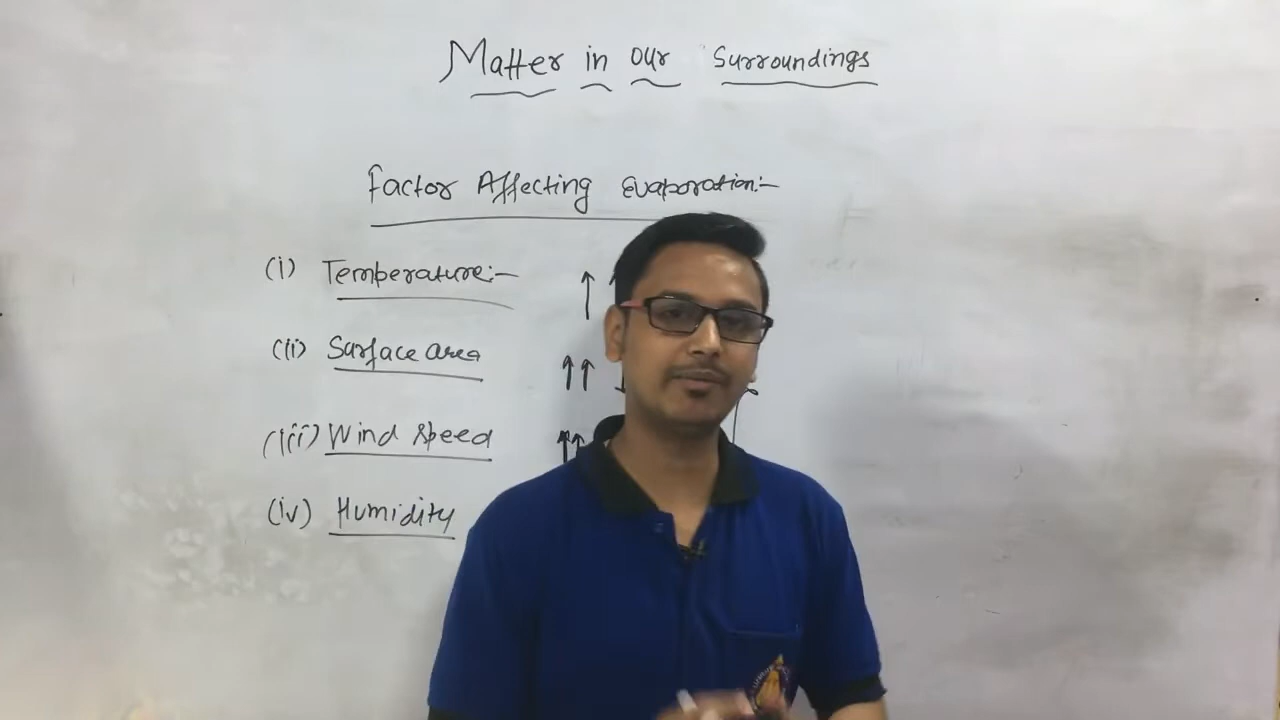 Matter in our Surroundings
Factor Affecting Evaporation:-
(i) Temperature:- ↑
(ii) Surface area ↑↑
(iii) Wind Speed ↑↑
(iv) Humidity